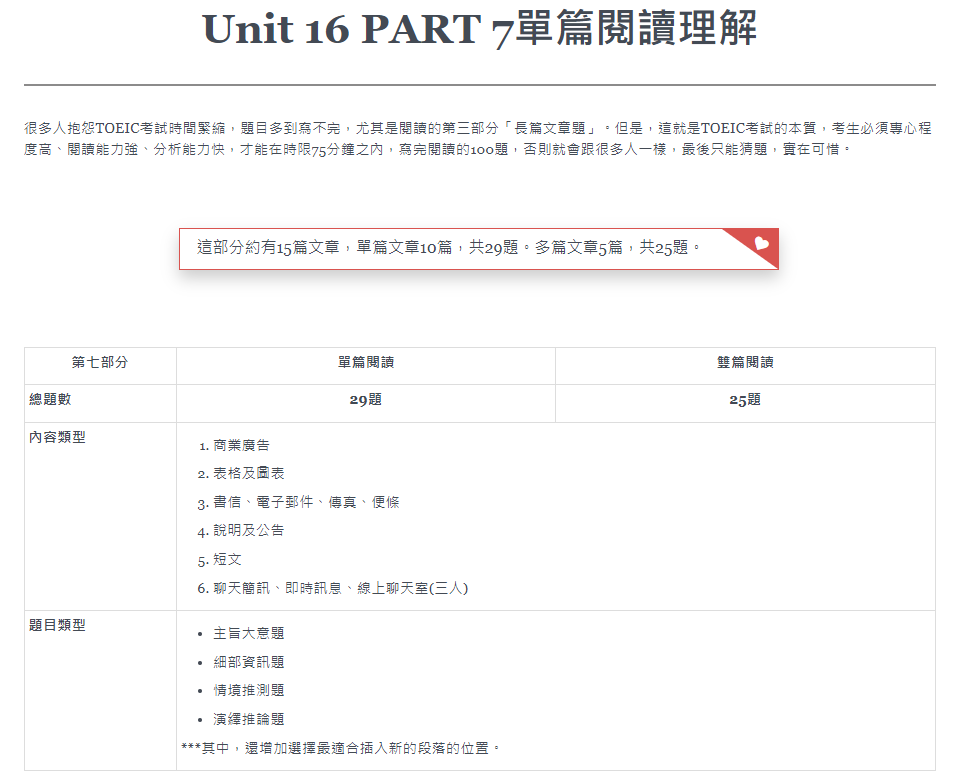 Unit 16 PART 7單篇閱讀理解
很多人抱怨TOEIC考試時間緊縮，題目多到寫不完，尤其是閱讀的第三部分「長篇文章題」。但是，這就是TOEIC考試的本質，考生必須專心程
度高、閱讀能力強、分析能力快，才能在時限75分鐘之內，寫完閱讀的100題，否則就會跟很多人一樣，最後只能猜題，實在可惜。
這部分約有15篇文章，單篇文章10篇，共29題。多篇文章5篇，共25題。
第七部分 單篇閱讀 雙篇閱讀
總題數 29題 25題
內容類型
1. 商業廣告
2. 表格及圖表
3. 書信、電子郵件、傳真、便條
4. 說明及公告
5. 短文
6. 聊天簡訊、即時訊息、線上聊天室(三人)
題目類型
• 主旨大意題
• 細部資訊題
• 情境推測題
• 演繹推論題
***其中，還增加選擇最適合插入新的段落的位置。